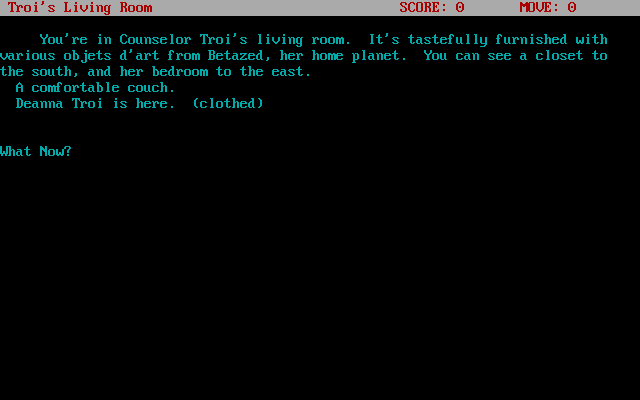 Troi's Living Room SCORE: 0 MOVE: 0
You're in Counselor Troi's living room. It's tastefully furnished with
various objets d'art from Betazed, her home planet. You can see a closet to
the south, and her bedroom to the east.
A comfortable couch.
Deanna Troi is here. (clothed)
What Now?